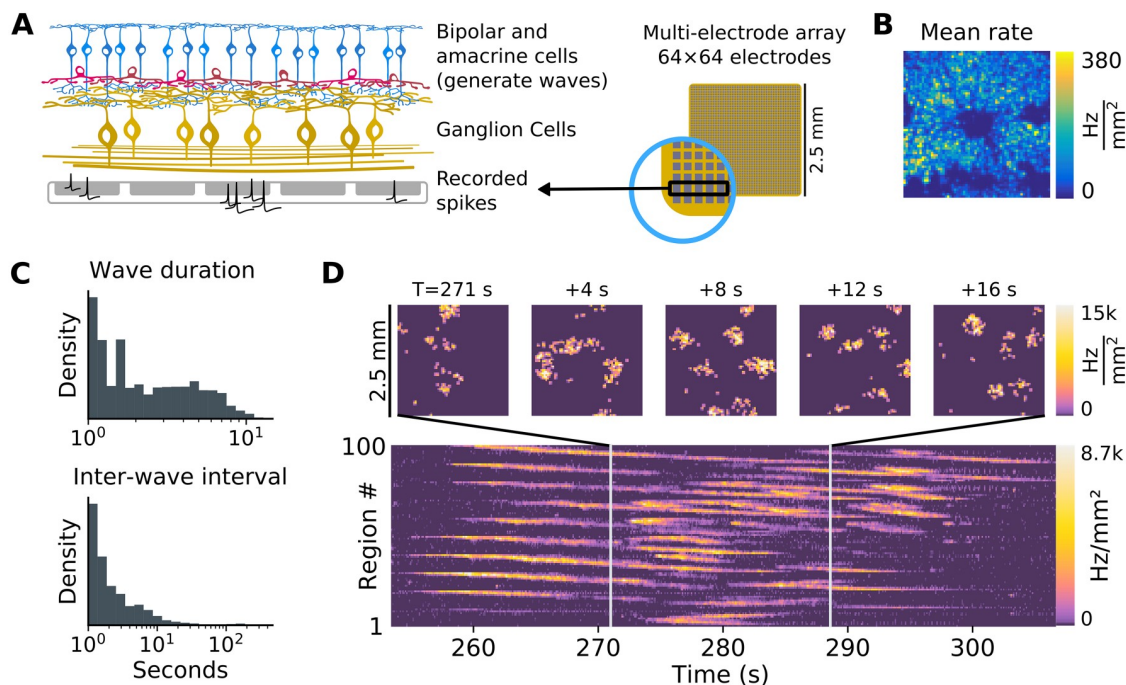 A
Bipolar and
amacrine cells
(generate waves)
Ganglion Cells
Recorded
spikes
Multi-electrode array
64×64 electrodes
2.5 mm
B
Mean rate
380
Hz
mm²
0
C
Wave duration
Density
10⁰
10¹
Inter-wave interval
Density
10⁰
10¹
10²
Seconds
D
T=271 s
+4 s
+8 s
+12 s
+16 s
2.5 mm
15k
Hz
mm²
0
100
Region #
1
260
270
280
290
300
Time (s)
8.7k
Hz/mm²
0